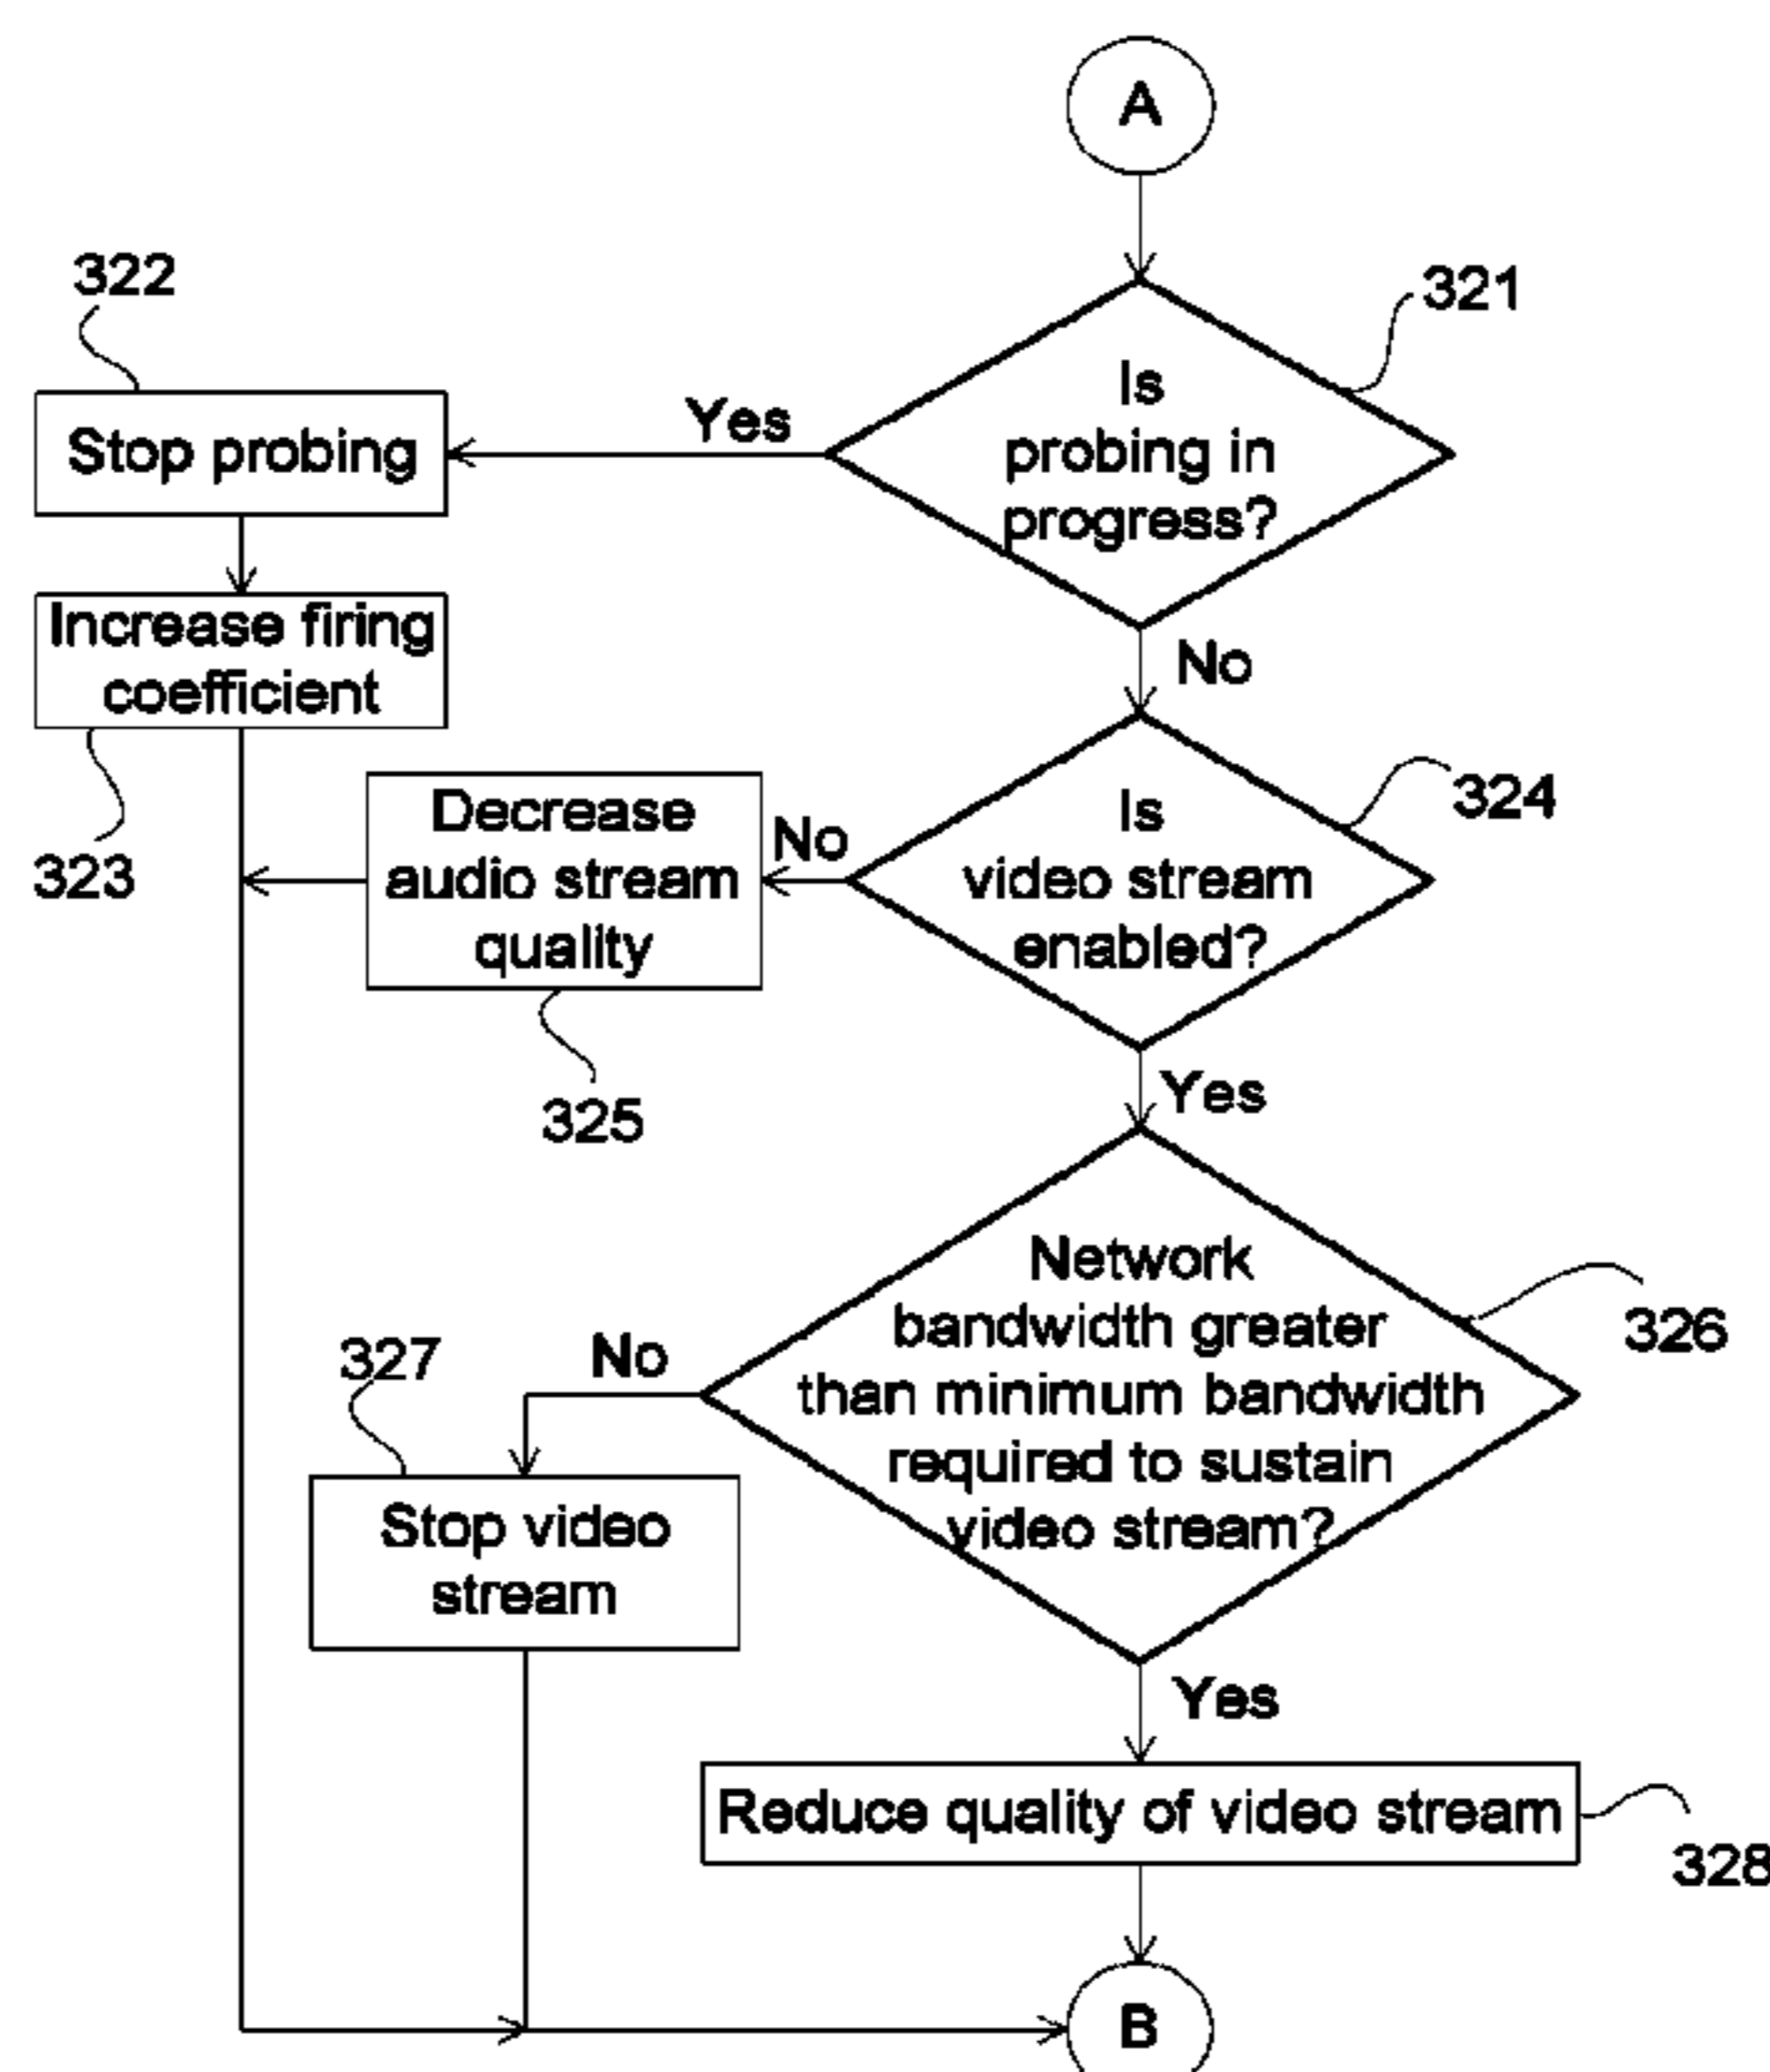 A
322
321
Is
probing in
progress?
Yes
Stop probing
Increase firing
coefficient
No
323
324
Is
video stream
enabled?
No
Decrease
audio stream
quality
325
Yes
326
Network
bandwidth greater
than minimum bandwidth
required to sustain
video stream?
No
327
Stop video
stream
Yes
Reduce quality of video stream
328
B